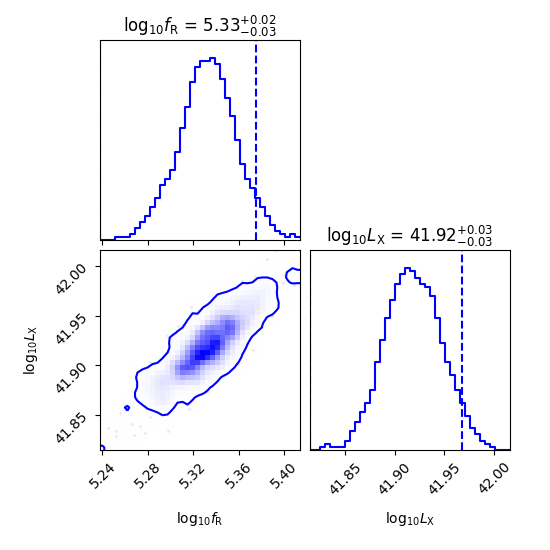 log₁₀f_R = 5.33^{+0.02}_{−0.03}
log₁₀L_X = 41.92^{+0.03}_{−0.03}
42.00
41.95
41.90
41.85
log₁₀L_X
5.24 5.28 5.32 5.36 5.40
41.85 41.90 41.95 42.00
log₁₀f_R
log₁₀L_X